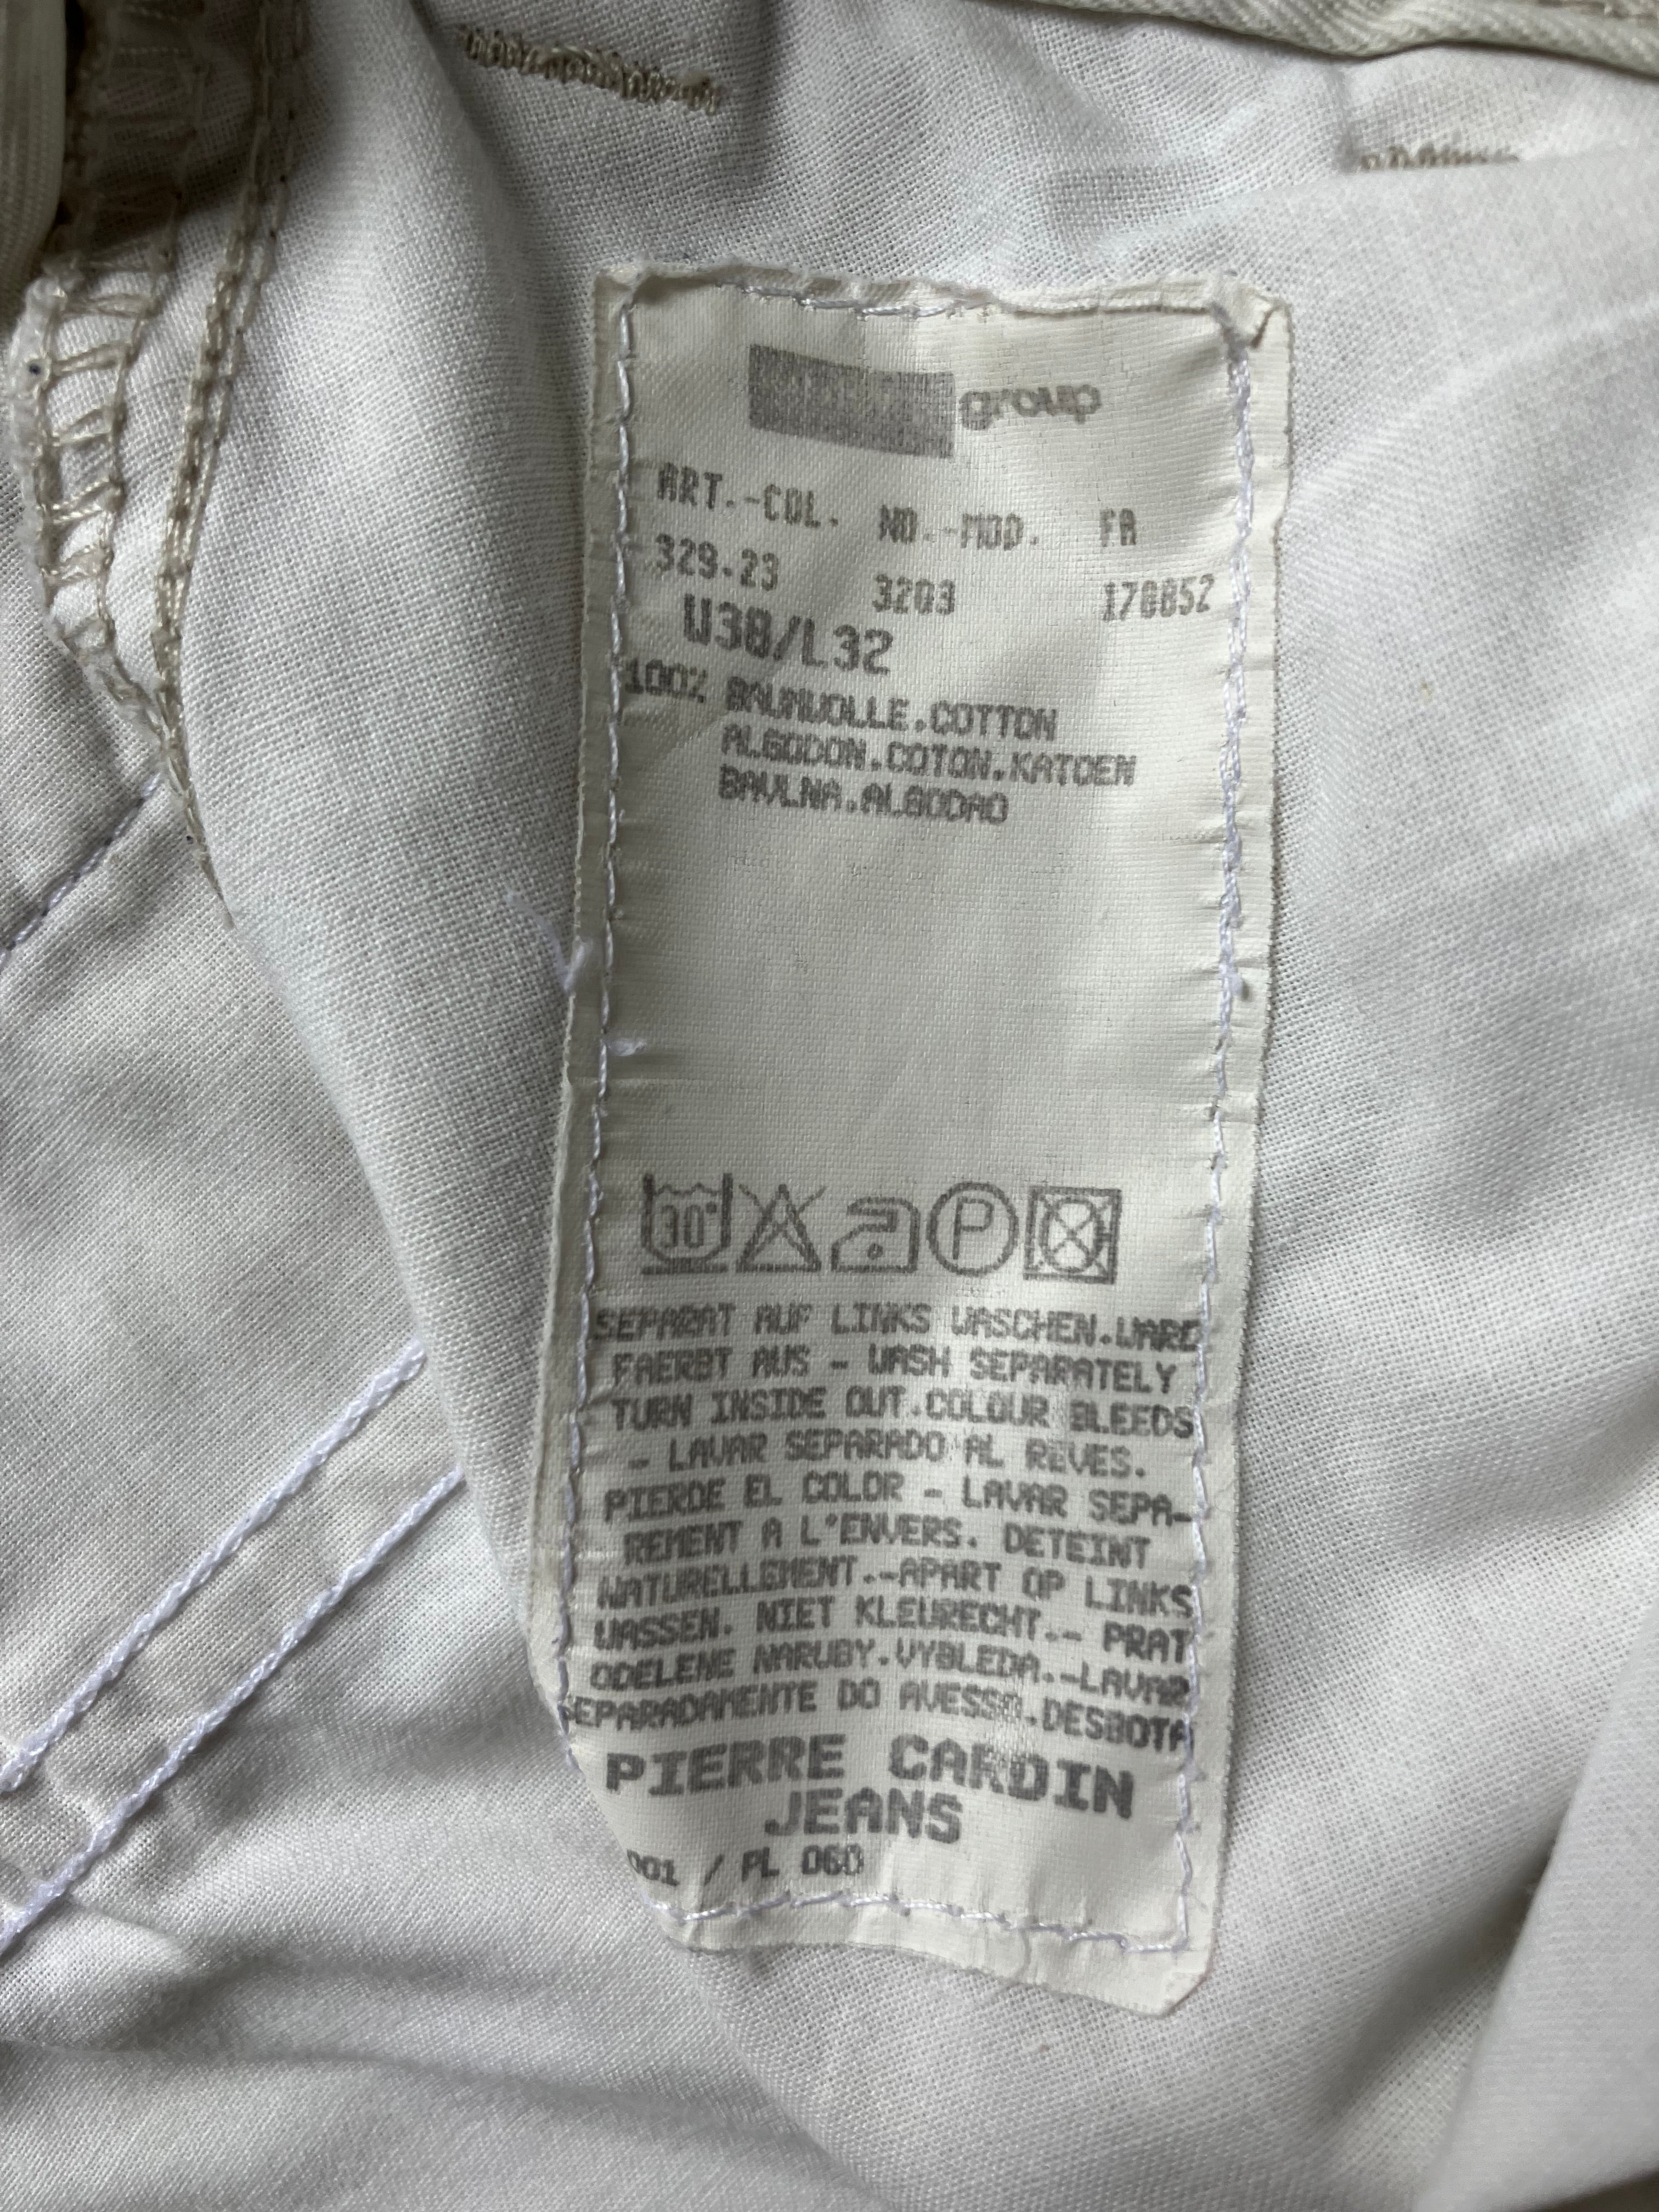 group
ART.-COL. NO.-MOD. FA
329.23 3203 178852
W38/L32
100% BAUMWOLLE.COTTON
ALGODON.COTON.KATOEN
BAVLNA.ALGODAO
30°
P
SEPARAT AUF LINKS WASCHEN.WARD
FAERBT AUS - WASH SEPARATELY
TURN INSIDE OUT.COLOUR BLEEDS
- LAVAR SEPARADO AL REVES.
PIERDE EL COLOR - LAVAR SEPA-
REMENT A L'ENVERS. DETEINT
NATURELLEMENT.-APART OP LINKS
WASSEN. NIET KLEURECHT.- PRAT
ODELENE NARUBY.VYBLEDA.-LAVAR
SEPARADAMENTE DO AVESSO.DESBOTA
PIERRE CARDIN
JEANS
001 / PL 060